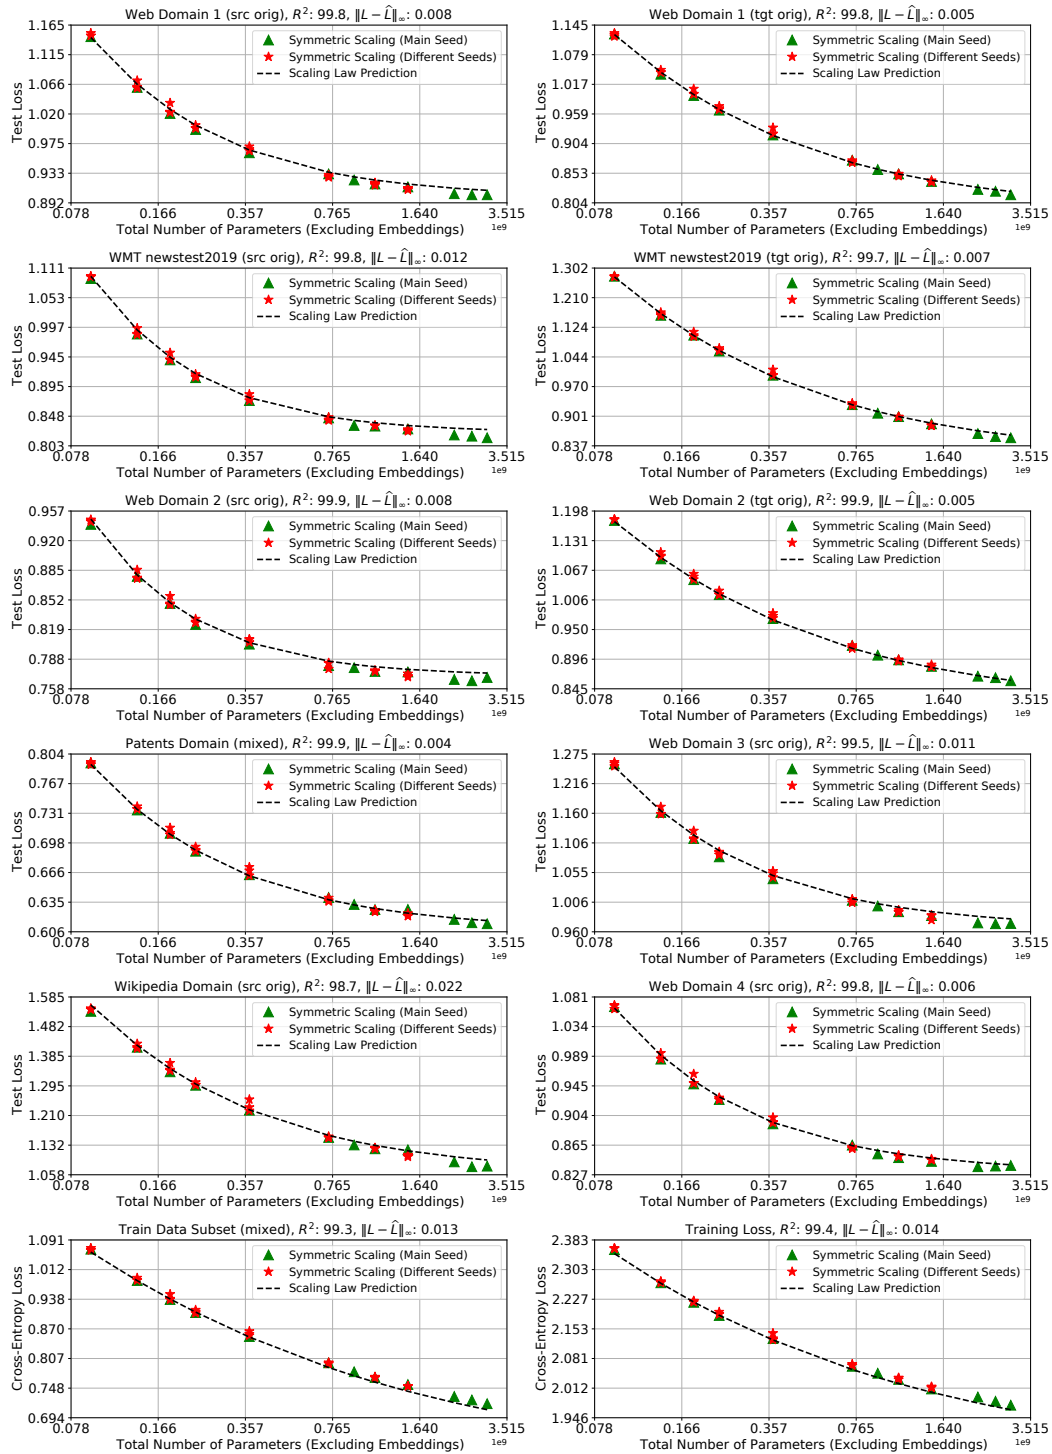 Web Domain 1 (src orig), R²: 99.8, ‖L − L̂‖∞: 0.008
Test Loss
1.165
1.115
1.066
1.020
0.975
0.933
0.892
Symmetric Scaling (Main Seed)
Symmetric Scaling (Different Seeds)
Scaling Law Prediction
0.078 0.166 0.357 0.765 1.640 3.515
1e9
Total Number of Parameters (Excluding Embeddings)
Web Domain 1 (tgt orig), R²: 99.8, ‖L − L̂‖∞: 0.005
Test Loss
1.145
1.079
1.017
0.959
0.904
0.853
0.804
Symmetric Scaling (Main Seed)
Symmetric Scaling (Different Seeds)
Scaling Law Prediction
0.078 0.166 0.357 0.765 1.640 3.515
1e9
Total Number of Parameters (Excluding Embeddings)
WMT newstest2019 (src orig), R²: 99.8, ‖L − L̂‖∞: 0.012
Test Loss
1.111
1.053
0.997
0.945
0.895
0.848
0.803
Symmetric Scaling (Main Seed)
Symmetric Scaling (Different Seeds)
Scaling Law Prediction
0.078 0.166 0.357 0.765 1.640 3.515
1e9
Total Number of Parameters (Excluding Embeddings)
WMT newstest2019 (tgt orig), R²: 99.7, ‖L − L̂‖∞: 0.007
Test Loss
1.302
1.210
1.124
1.044
0.970
0.901
0.837
Symmetric Scaling (Main Seed)
Symmetric Scaling (Different Seeds)
Scaling Law Prediction
0.078 0.166 0.357 0.765 1.640 3.515
1e9
Total Number of Parameters (Excluding Embeddings)
Web Domain 2 (src orig), R²: 99.9, ‖L − L̂‖∞: 0.008
Test Loss
0.957
0.920
0.885
0.852
0.819
0.788
0.758
Symmetric Scaling (Main Seed)
Symmetric Scaling (Different Seeds)
Scaling Law Prediction
0.078 0.166 0.357 0.765 1.640 3.515
1e9
Total Number of Parameters (Excluding Embeddings)
Web Domain 2 (tgt orig), R²: 99.9, ‖L − L̂‖∞: 0.005
Test Loss
1.198
1.131
1.067
1.006
0.950
0.896
0.845
Symmetric Scaling (Main Seed)
Symmetric Scaling (Different Seeds)
Scaling Law Prediction
0.078 0.166 0.357 0.765 1.640 3.515
1e9
Total Number of Parameters (Excluding Embeddings)
Patents Domain (mixed), R²: 99.9, ‖L − L̂‖∞: 0.004
Test Loss
0.804
0.767
0.731
0.698
0.666
0.635
0.606
Symmetric Scaling (Main Seed)
Symmetric Scaling (Different Seeds)
Scaling Law Prediction
0.078 0.166 0.357 0.765 1.640 3.515
1e9
Total Number of Parameters (Excluding Embeddings)
Web Domain 3 (src orig), R²: 99.5, ‖L − L̂‖∞: 0.011
Test Loss
1.275
1.216
1.160
1.106
1.055
1.006
0.960
Symmetric Scaling (Main Seed)
Symmetric Scaling (Different Seeds)
Scaling Law Prediction
0.078 0.166 0.357 0.765 1.640 3.515
1e9
Total Number of Parameters (Excluding Embeddings)
Wikipedia Domain (src orig), R²: 98.7, ‖L − L̂‖∞: 0.022
Test Loss
1.585
1.482
1.385
1.295
1.210
1.132
1.058
Symmetric Scaling (Main Seed)
Symmetric Scaling (Different Seeds)
Scaling Law Prediction
0.078 0.166 0.357 0.765 1.640 3.515
1e9
Total Number of Parameters (Excluding Embeddings)
Web Domain 4 (src orig), R²: 99.8, ‖L − L̂‖∞: 0.006
Test Loss
1.081
1.034
0.989
0.945
0.904
0.865
0.827
Symmetric Scaling (Main Seed)
Symmetric Scaling (Different Seeds)
Scaling Law Prediction
0.078 0.166 0.357 0.765 1.640 3.515
1e9
Total Number of Parameters (Excluding Embeddings)
Train Data Subset (mixed), R²: 99.3, ‖L − L̂‖∞: 0.013
Cross-Entropy Loss
1.091
1.012
0.938
0.870
0.807
0.748
0.694
Symmetric Scaling (Main Seed)
Symmetric Scaling (Different Seeds)
Scaling Law Prediction
0.078 0.166 0.357 0.765 1.640 3.515
1e9
Total Number of Parameters (Excluding Embeddings)
Training Loss, R²: 99.4, ‖L − L̂‖∞: 0.014
Cross-Entropy Loss
2.383
2.303
2.227
2.153
2.081
2.012
1.946
Symmetric Scaling (Main Seed)
Symmetric Scaling (Different Seeds)
Scaling Law Prediction
0.078 0.166 0.357 0.765 1.640 3.515
1e9
Total Number of Parameters (Excluding Embeddings)